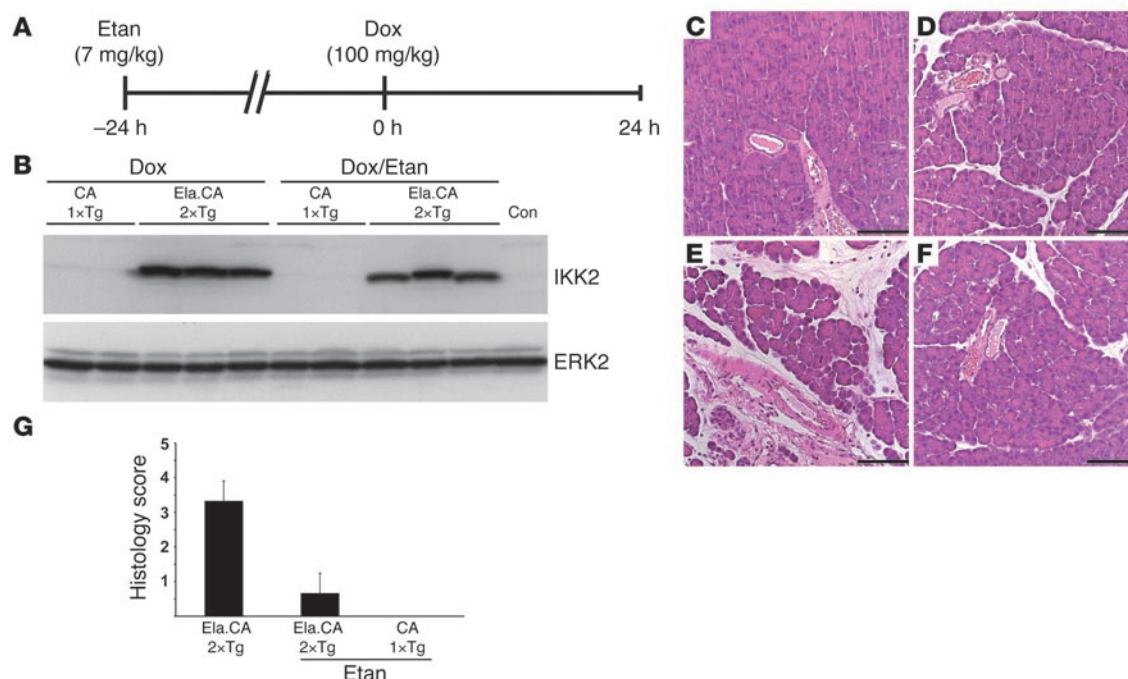 A
Etan
(7 mg/kg)
Dox
(100 mg/kg)
–24 h
0 h
24 h
B
Dox
Dox/Etan
CA
1×Tg
Ela.CA
2×Tg
CA
1×Tg
Ela.CA
2×Tg
Con
IKK2
ERK2
C
D
E
F
G
Histology score
5
4
3
2
1
Ela.CA
2×Tg
Ela.CA
2×Tg
CA
1×Tg
Etan